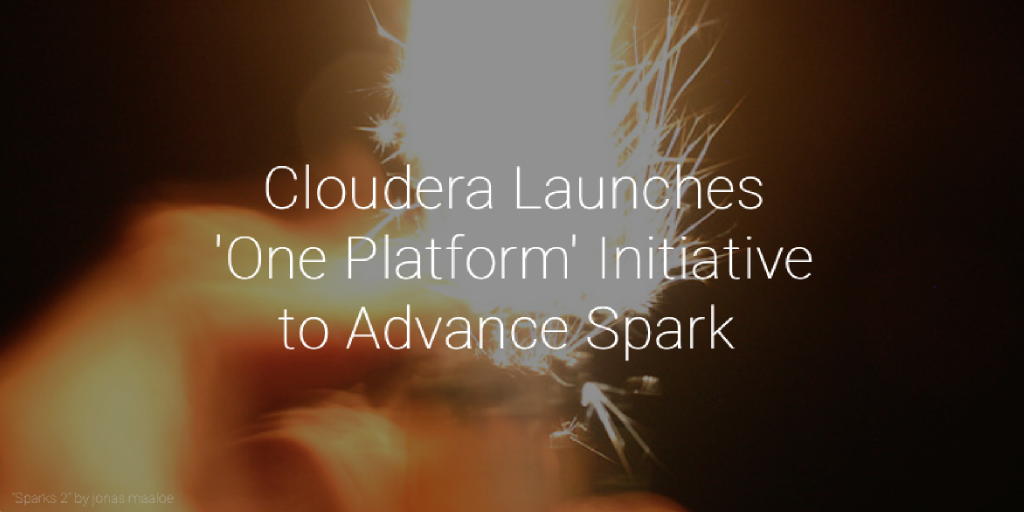 Cloudera Launches
'One Platform' Initiative
to Advance Spark
"Sparks 2" by jonas maaloe